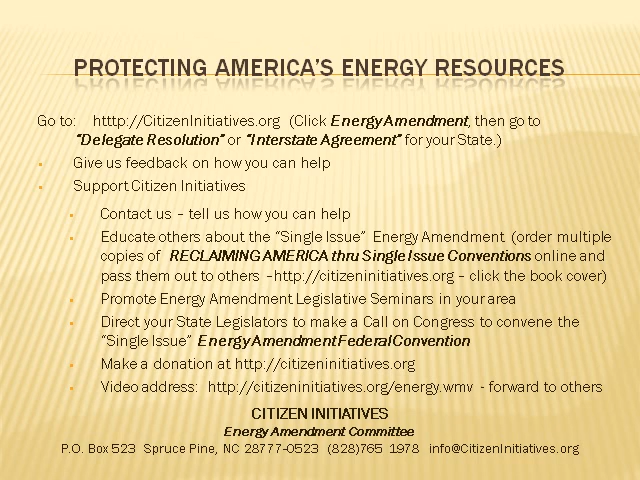 PROTECTING AMERICA'S ENERGY RESOURCES
Go to: htttp://CitizenInitiatives.org (Click Energy Amendment, then go to
"Delegate Resolution" or "Interstate Agreement" for your State.)
Give us feedback on how you can help
Support Citizen Initiatives
Contact us – tell us how you can help
Educate others about the "Single Issue" Energy Amendment (order multiple
copies of RECLAIMING AMERICA thru Single Issue Conventions online and
pass them out to others –http://citizeninitiatives.org – click the book cover)
Promote Energy Amendment Legislative Seminars in your area
Direct your State Legislators to make a Call on Congress to convene the
"Single Issue" Energy Amendment Federal Convention
Make a donation at http://citizeninitiatives.org
Video address: http://citizeninitiatives.org/energy.wmv - forward to others
CITIZEN INITIATIVES
Energy Amendment Committee
P.O. Box 523 Spruce Pine, NC 28777-0523 (828)765 1978 info@CitizenInitiatives.org